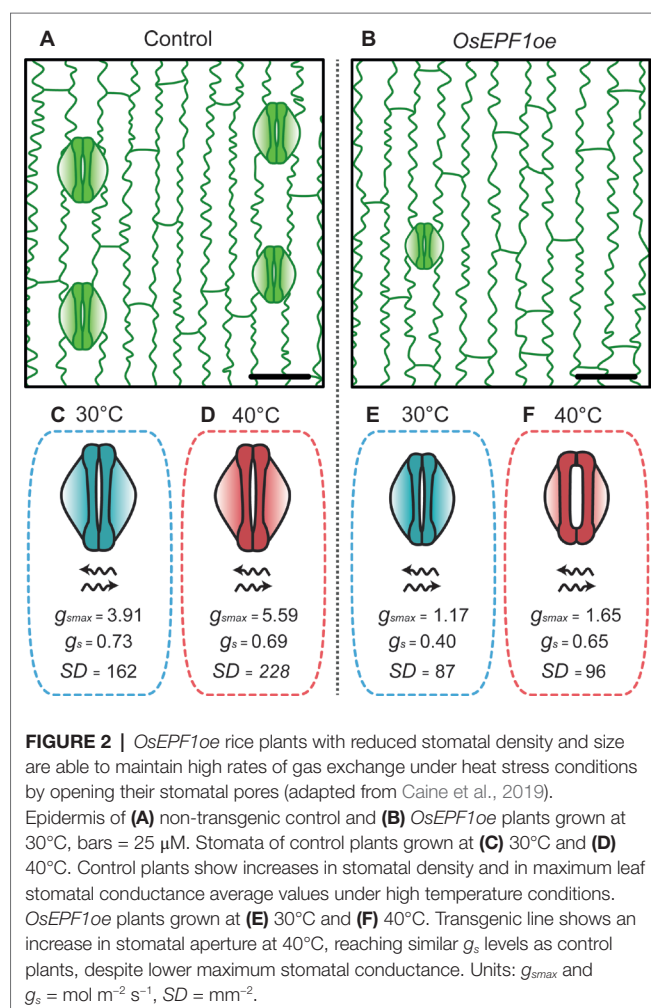 A Control B OsEPF1oe
C 30°C D 40°C E 30°C F 40°C
gsmax = 3.91 gsmax = 5.59 gsmax = 1.17 gsmax = 1.65
gs = 0.73 gs = 0.69 gs = 0.40 gs = 0.65
SD = 162 SD = 228 SD = 87 SD = 96
FIGURE 2 | OsEPF1oe rice plants with reduced stomatal density and size
are able to maintain high rates of gas exchange under heat stress conditions
by opening their stomatal pores (adapted from Caine et al., 2019).
Epidermis of (A) non-transgenic control and (B) OsEPF1oe plants grown at
30°C, bars = 25 μM. Stomata of control plants grown at (C) 30°C and (D)
40°C. Control plants show increases in stomatal density and in maximum leaf
stomatal conductance average values under high temperature conditions.
OsEPF1oe plants grown at (E) 30°C and (F) 40°C. Transgenic line shows an
increase in stomatal aperture at 40°C, reaching similar gs levels as control
plants, despite lower maximum stomatal conductance. Units: gsmax and
gs = mol m⁻² s⁻¹, SD = mm⁻².